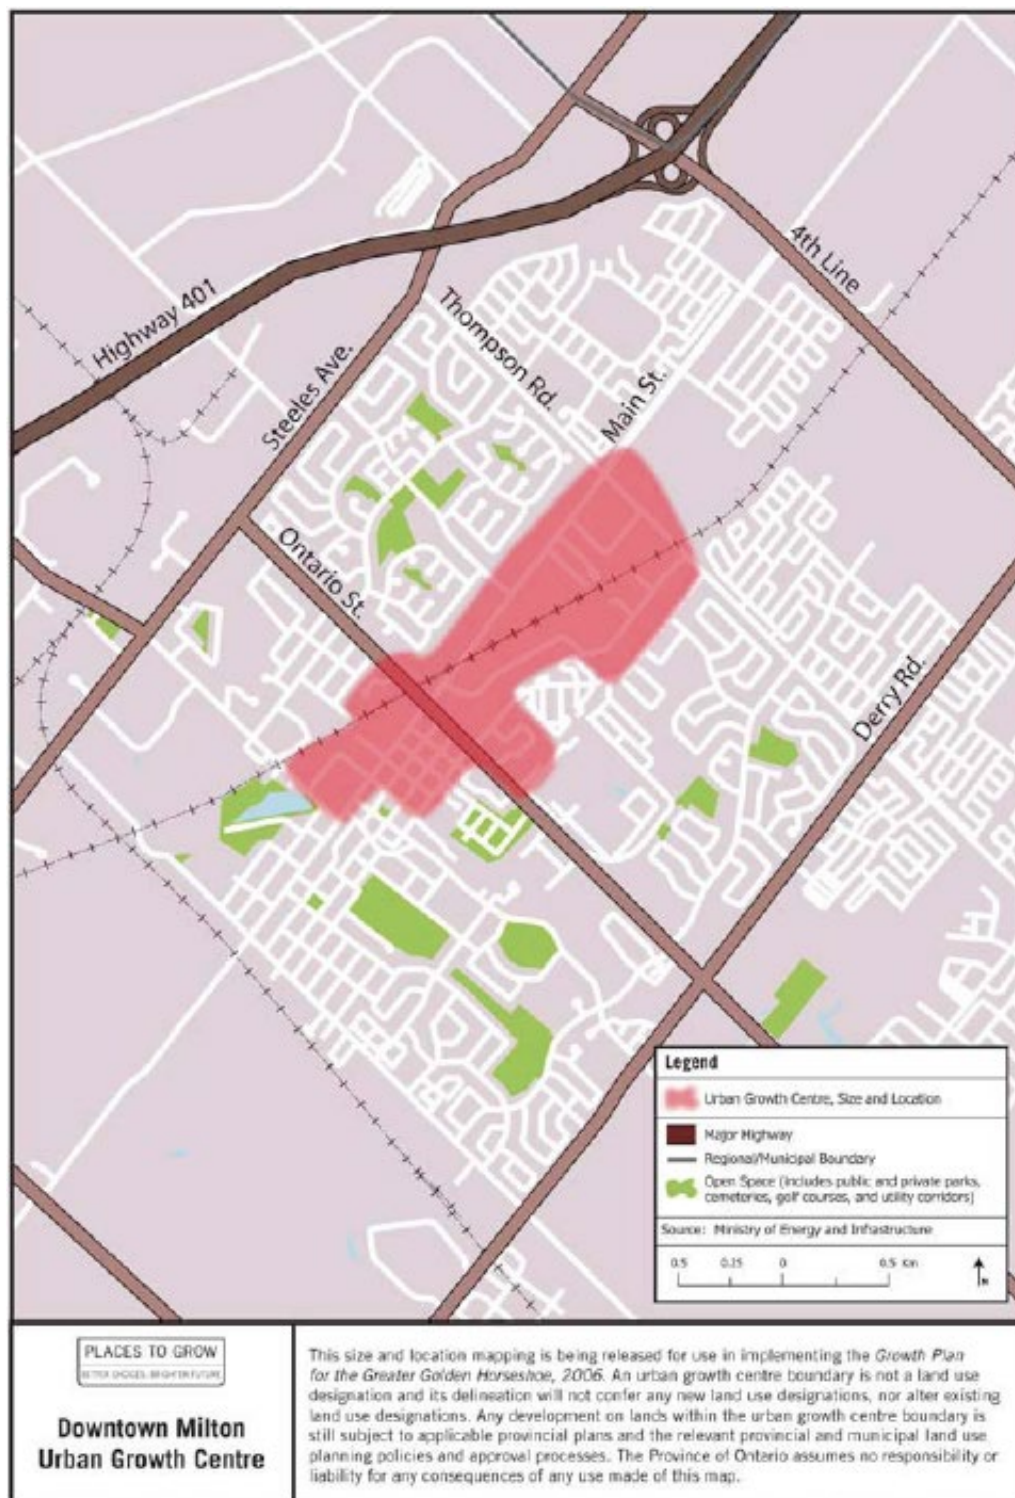 Highway 401
Steeles Ave.
Thompson Rd.
Main St.
4th Line
Ontario St.
Derry Rd.
Legend
Urban Growth Centre, Size and Location
Major Highway
Regional/Municipal Boundary
Open Space (includes public and private parks,
cemeteries, golf courses, and utility corridors)
Source: Ministry of Energy and Infrastructure
0.5 0.25 0 0.5 Km
N
PLACES TO GROW
BETTER CHOICES. BRIGHTER FUTURE.
Downtown Milton
Urban Growth Centre
This size and location mapping is being released for use in implementing the Growth Plan
for the Greater Golden Horseshoe, 2006. An urban growth centre boundary is not a land use
designation and its delineation will not confer any new land use designations, nor alter existing
land use designations. Any development on lands within the urban growth centre boundary is
still subject to applicable provincial plans and the relevant provincial and municipal land use
planning policies and approval processes. The Province of Ontario assumes no responsibility or
liability for any consequences of any use made of this map.